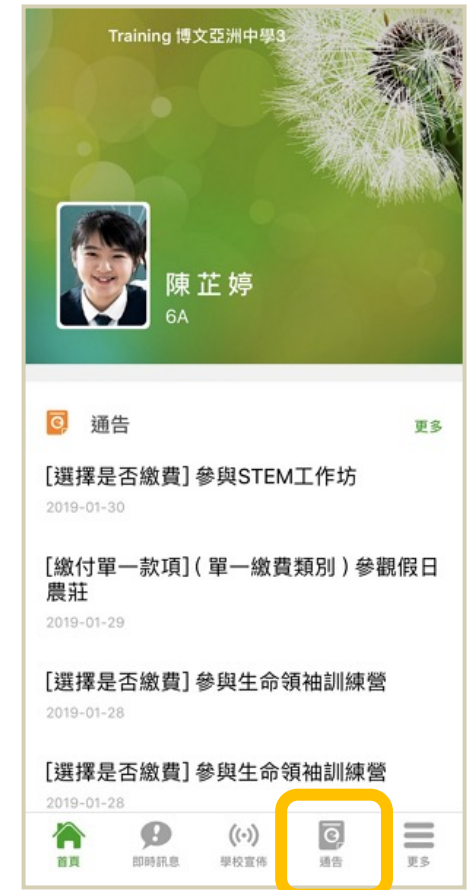 Training 博文亞洲中學3
陳芷婷
6A
通告
更多
[選擇是否繳費] 參與STEM工作坊
2019-01-30
[繳付單一款項] ( 單一繳費類別 ) 參觀假日
農莊
2019-01-29
[選擇是否繳費] 參與生命領袖訓練營
2019-01-28
[選擇是否繳費] 參與生命領袖訓練營
2019-01-28
首頁
即時訊息
學校宣佈
通告
更多